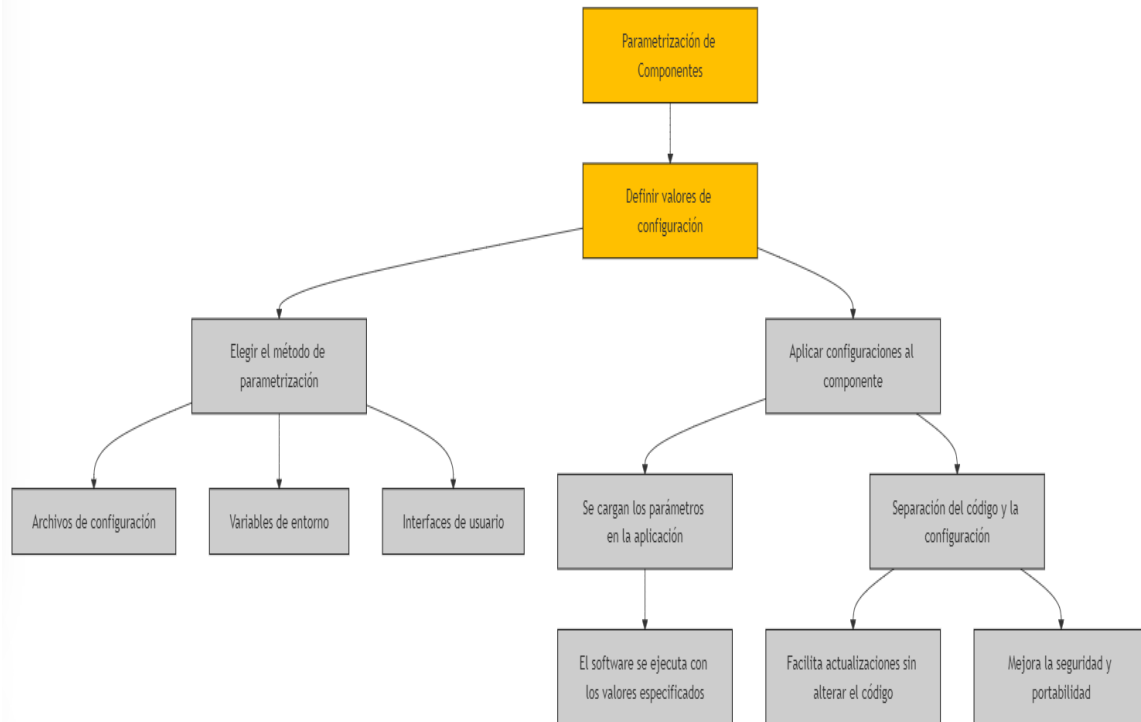 Parametrización de
Componentes
Definir valores de
configuración
Elegir el método de
parametrización
Aplicar configuraciones al
componente
Archivos de configuración
Variables de entorno
Interfaces de usuario
Se cargan los parámetros
en la aplicación
Separación del código y la
configuración
El software se ejecuta con
los valores especificados
Facilita actualizaciones sin
alterar el código
Mejora la seguridad y
portabilidad